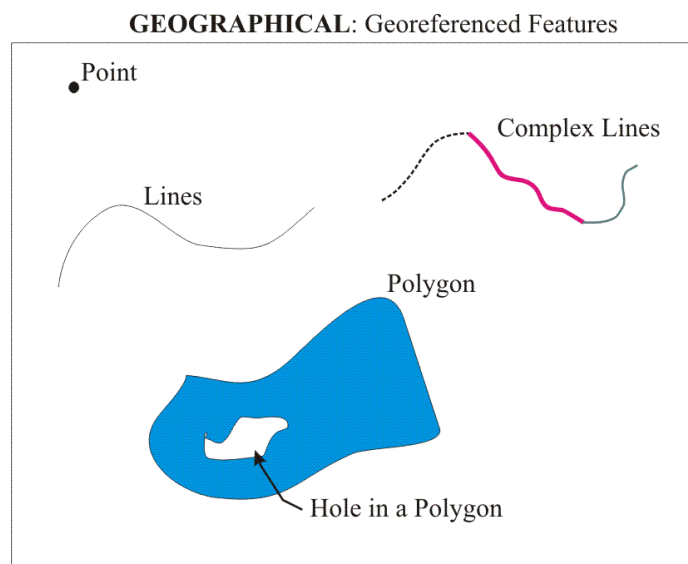 GEOGRAPHICAL: Georeferenced Features
Point
Complex Lines
Lines
Polygon
Hole in a Polygon